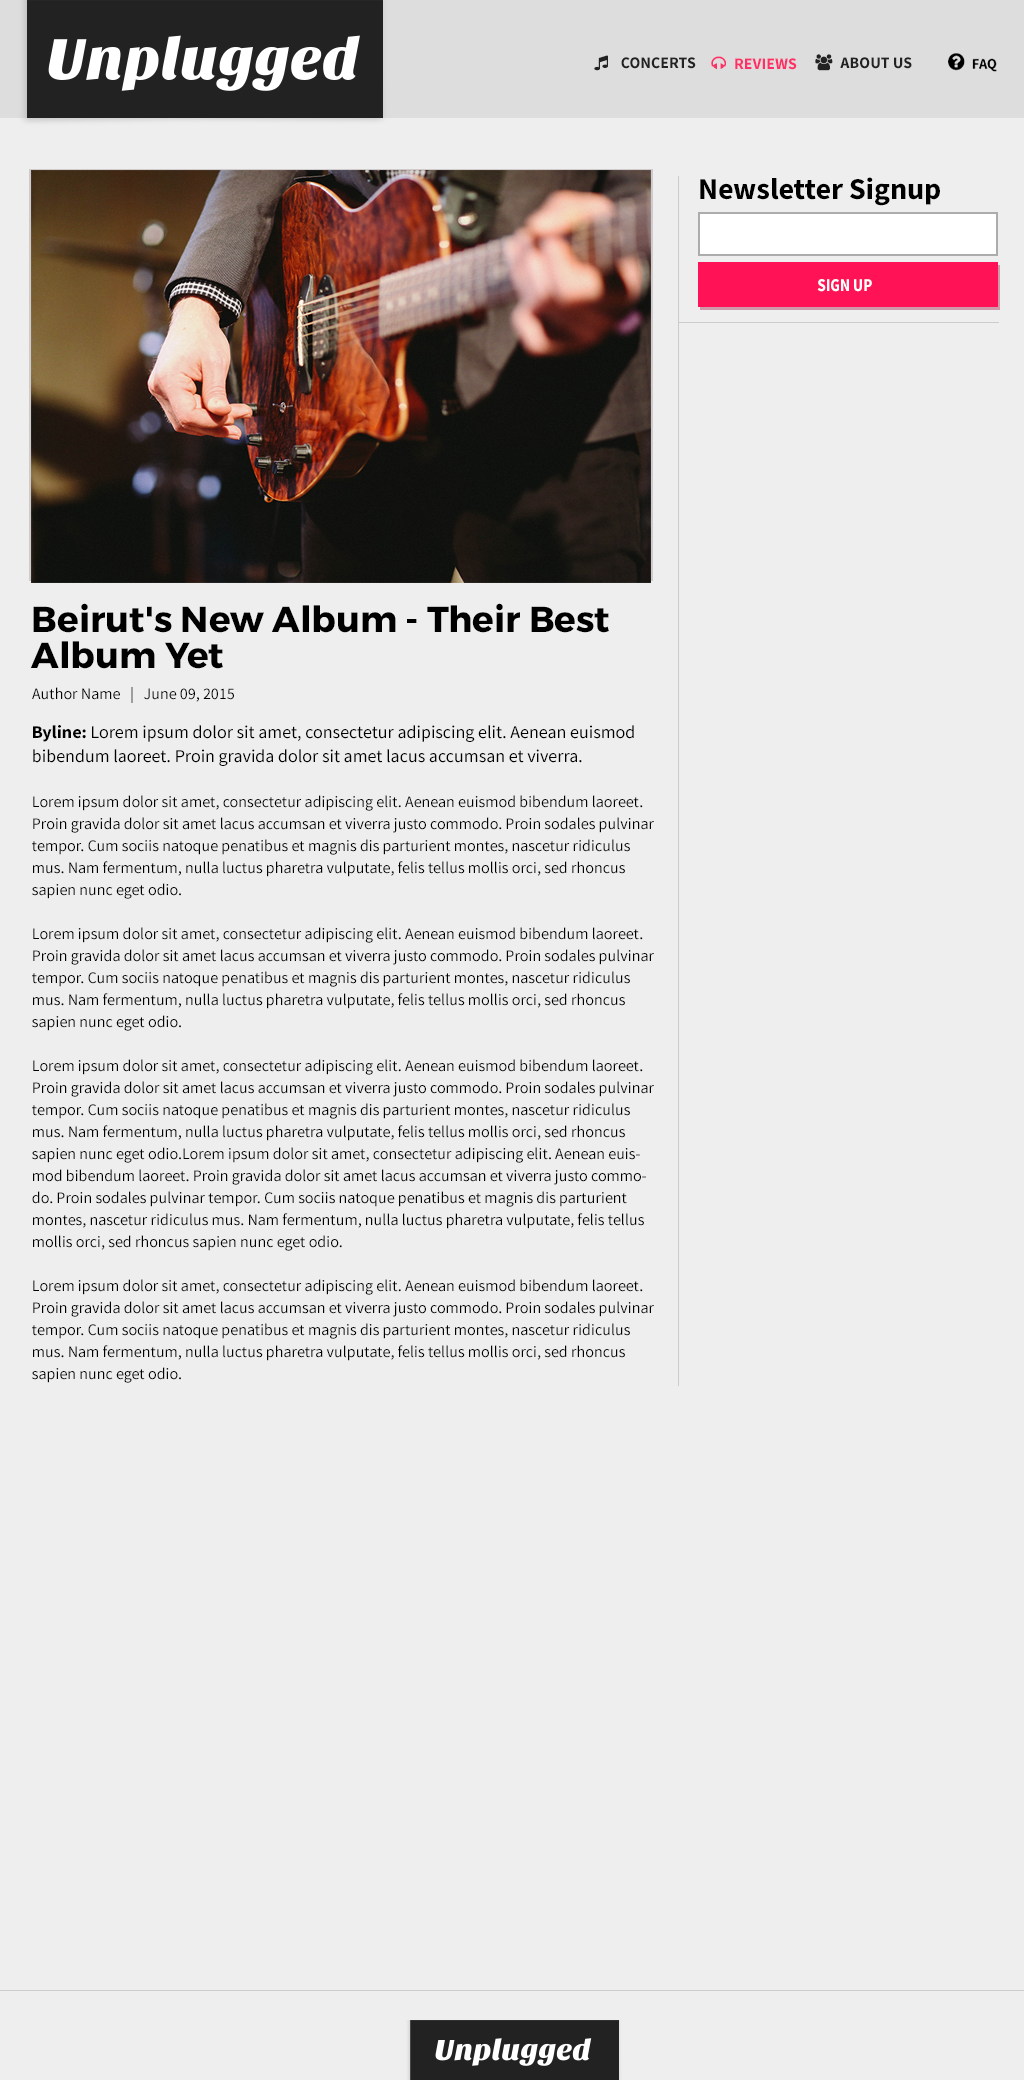 Unplugged
CONCERTS
REVIEWS
ABOUT US
FAQ
Newsletter Signup
SIGN UP
Beirut's New Album - Their Best
Album Yet
Author Name | June 09, 2015
Byline: Lorem ipsum dolor sit amet, consectetur adipiscing elit. Aenean euismod
bibendum laoreet. Proin gravida dolor sit amet lacus accumsan et viverra.
Lorem ipsum dolor sit amet, consectetur adipiscing elit. Aenean euismod bibendum laoreet.
Proin gravida dolor sit amet lacus accumsan et viverra justo commodo. Proin sodales pulvinar
tempor. Cum sociis natoque penatibus et magnis dis parturient montes, nascetur ridiculus
mus. Nam fermentum, nulla luctus pharetra vulputate, felis tellus mollis orci, sed rhoncus
sapien nunc eget odio.
Lorem ipsum dolor sit amet, consectetur adipiscing elit. Aenean euismod bibendum laoreet.
Proin gravida dolor sit amet lacus accumsan et viverra justo commodo. Proin sodales pulvinar
tempor. Cum sociis natoque penatibus et magnis dis parturient montes, nascetur ridiculus
mus. Nam fermentum, nulla luctus pharetra vulputate, felis tellus mollis orci, sed rhoncus
sapien nunc eget odio.
Lorem ipsum dolor sit amet, consectetur adipiscing elit. Aenean euismod bibendum laoreet.
Proin gravida dolor sit amet lacus accumsan et viverra justo commodo. Proin sodales pulvinar
tempor. Cum sociis natoque penatibus et magnis dis parturient montes, nascetur ridiculus
mus. Nam fermentum, nulla luctus pharetra vulputate, felis tellus mollis orci, sed rhoncus
sapien nunc eget odio.Lorem ipsum dolor sit amet, consectetur adipiscing elit. Aenean euis-
mod bibendum laoreet. Proin gravida dolor sit amet lacus accumsan et viverra justo commo-
do. Proin sodales pulvinar tempor. Cum sociis natoque penatibus et magnis dis parturient
montes, nascetur ridiculus mus. Nam fermentum, nulla luctus pharetra vulputate, felis tellus
mollis orci, sed rhoncus sapien nunc eget odio.
Lorem ipsum dolor sit amet, consectetur adipiscing elit. Aenean euismod bibendum laoreet.
Proin gravida dolor sit amet lacus accumsan et viverra justo commodo. Proin sodales pulvinar
tempor. Cum sociis natoque penatibus et magnis dis parturient montes, nascetur ridiculus
mus. Nam fermentum, nulla luctus pharetra vulputate, felis tellus mollis orci, sed rhoncus
sapien nunc eget odio.
Unplugged